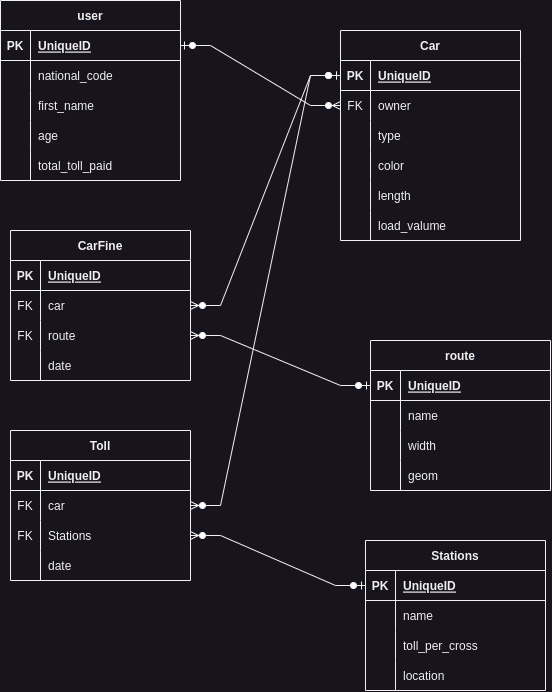 user
PK UniqueID
national_code
first_name
age
total_toll_paid
Car
PK UniqueID
FK owner
type
color
length
load_valume
CarFine
PK UniqueID
FK car
FK route
date
route
PK UniqueID
name
width
geom
Toll
PK UniqueID
FK car
FK Stations
date
Stations
PK UniqueID
name
toll_per_cross
location